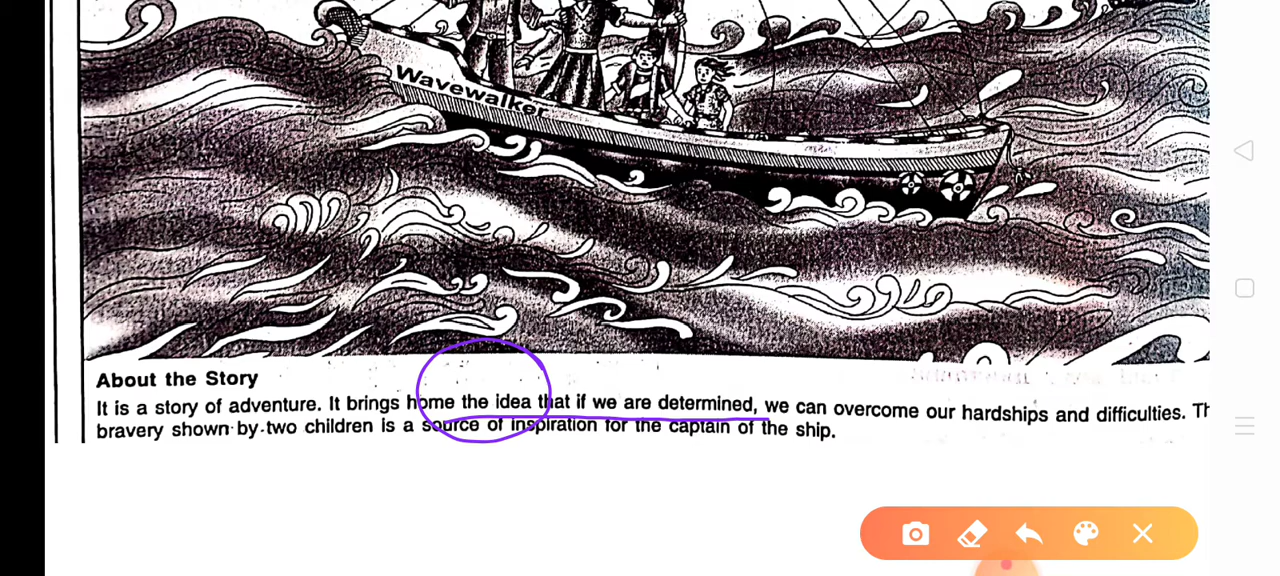 Wavewalker
About the Story
It is a story of adventure. It brings home the idea that if we are determined, we can overcome our hardships and difficulties. Th
bravery shown by two children is a source of inspiration for the captain of the ship.